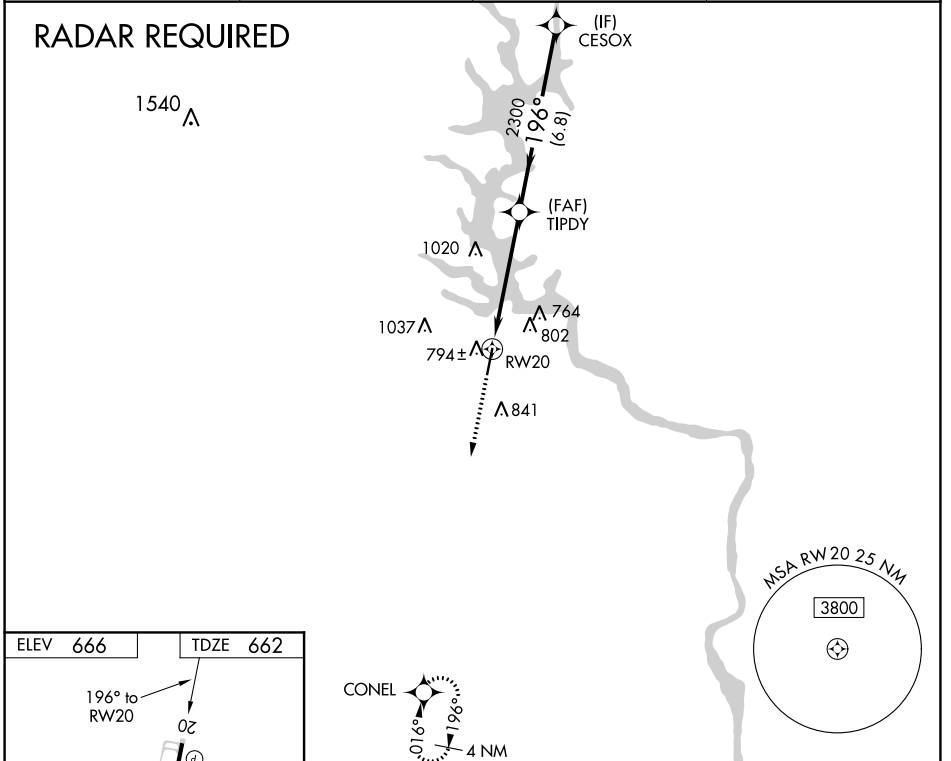 RADAR REQUIRED
(IF)
CESOX
1540
2300
196°
(6.8)
(FAF)
TIPDY
1020
764
1037
802
794±
RW20
841
MSA RW20 25 NM
3800
ELEV 666
TDZE 662
196° to
RW20
20
P
CONEL
016°
196°
4 NM